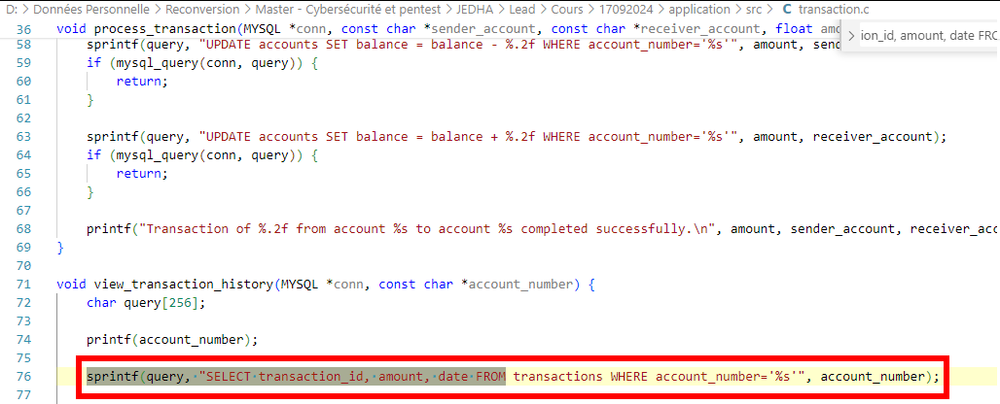 D: > Données Personnelle > Reconversion > Master - Cybersécurité et pentest > JEDHA > Lead > Cours > 17092024 > application > src > C transaction.c
36 void process_transaction(MYSQL *conn, const char *sender_account, const char *receiver_account, float amo
> ion_id, amount, date FRO
58 sprintf(query, "UPDATE accounts SET balance = balance - %.2f WHERE account_number='%s'", amount, send
59 if (mysql_query(conn, query)) {
60 return;
61 }
62
63 sprintf(query, "UPDATE accounts SET balance = balance + %.2f WHERE account_number='%s'", amount, receiver_account);
64 if (mysql_query(conn, query)) {
65 return;
66 }
67
68 printf("Transaction of %.2f from account %s to account %s completed successfully.\n", amount, sender_account, receiver_acc
69 }
70
71 void view_transaction_history(MYSQL *conn, const char *account_number) {
72 char query[256];
73
74 printf(account_number);
75
76 sprintf(query, "SELECT transaction_id, amount, date FROM transactions WHERE account_number='%s'", account_number);
77